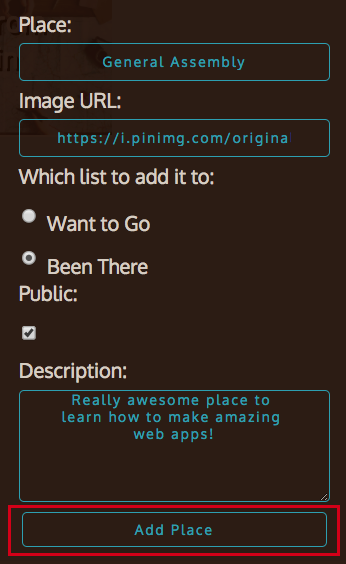 Place:
General Assembly
Image URL:
https://i.pinimg.com/origina
Which list to add it to:
Want to Go
Been There
Public:
Description:
Really awesome place to
learn how to make amazing
web apps!
Add Place